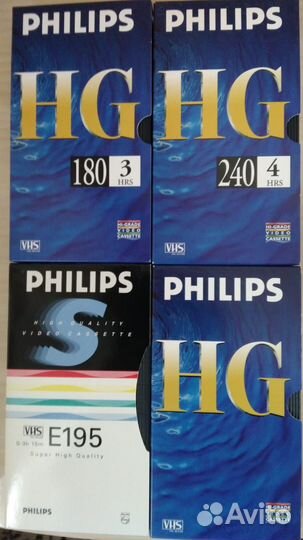 PHILIPS
HG
180 3 HRS
HI-GRADE
VIDEO
CASSETTE
VHS
PHILIPS
HG
240 4 HRS
HI-GRADE
VIDEO
CASSETTE
VHS
PHILIPS
S
HIGH QUALITY
VIDEO CASSETTE
VHS E195
Super High Quality
PHILIPS
PHILIPS
HG
VHS
Avito